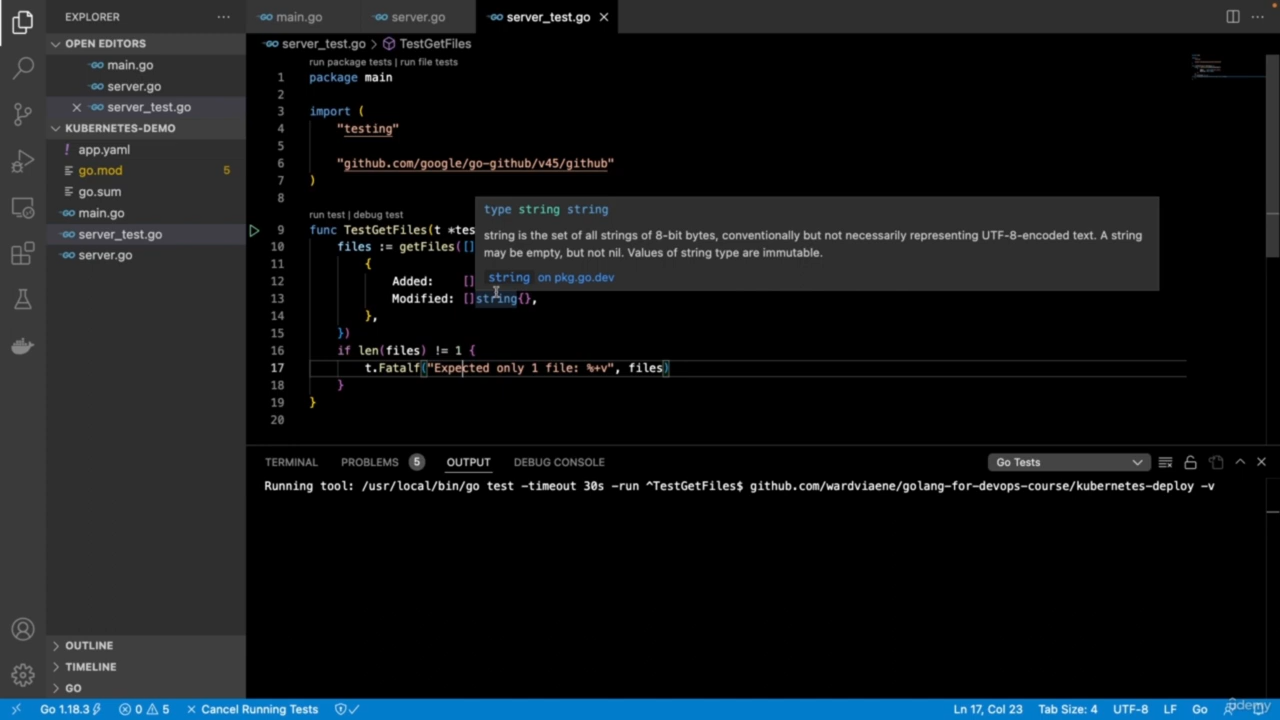 EXPLORER
OPEN EDITORS
main.go
server.go
server_test.go
KUBERNETES-DEMO
! app.yaml
go.mod 5
go.sum
main.go
server_test.go
server.go
OUTLINE
TIMELINE
GO
main.go server.go server_test.go
server_test.go > TestGetFiles
run package tests | run file tests
1 package main
2
3 import (
4 "testing"
5
6 "github.com/google/go-github/v45/github"
7 )
8
run test | debug test
9 func TestGetFiles(t *tes
10 files := getFiles([]
11 {
12 Added: []
13 Modified: []string{},
14 },
15 })
16 if len(files) != 1 {
17 t.Fatalf("Expected only 1 file: %+v", files)
18 }
19 }
20
type string string
string is the set of all strings of 8-bit bytes, conventionally but not necessarily representing UTF-8-encoded text. A string
may be empty, but not nil. Values of string type are immutable.
string on pkg.go.dev
TERMINAL PROBLEMS 5 OUTPUT DEBUG CONSOLE Go Tests
Running tool: /usr/local/bin/go test -timeout 30s -run ^TestGetFiles$ github.com/wardviaene/golang-for-devops-course/kubernetes-deploy -v
Go 1.18.3 0 5 Cancel Running Tests Ln 17, Col 23 Tab Size: 4 UTF-8 LF Go
udemy